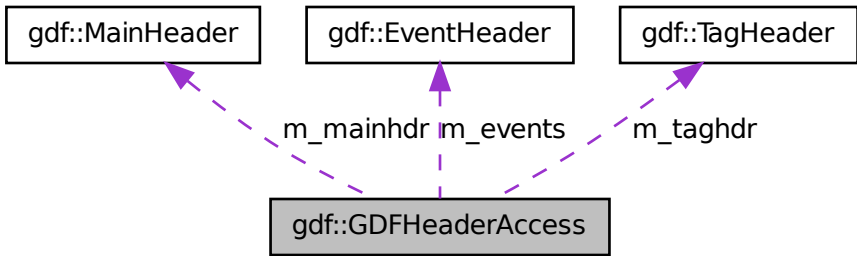 gdf::MainHeader gdf::EventHeader gdf::TagHeader
m_mainhdr m_events m_taghdr
gdf::GDFHeaderAccess